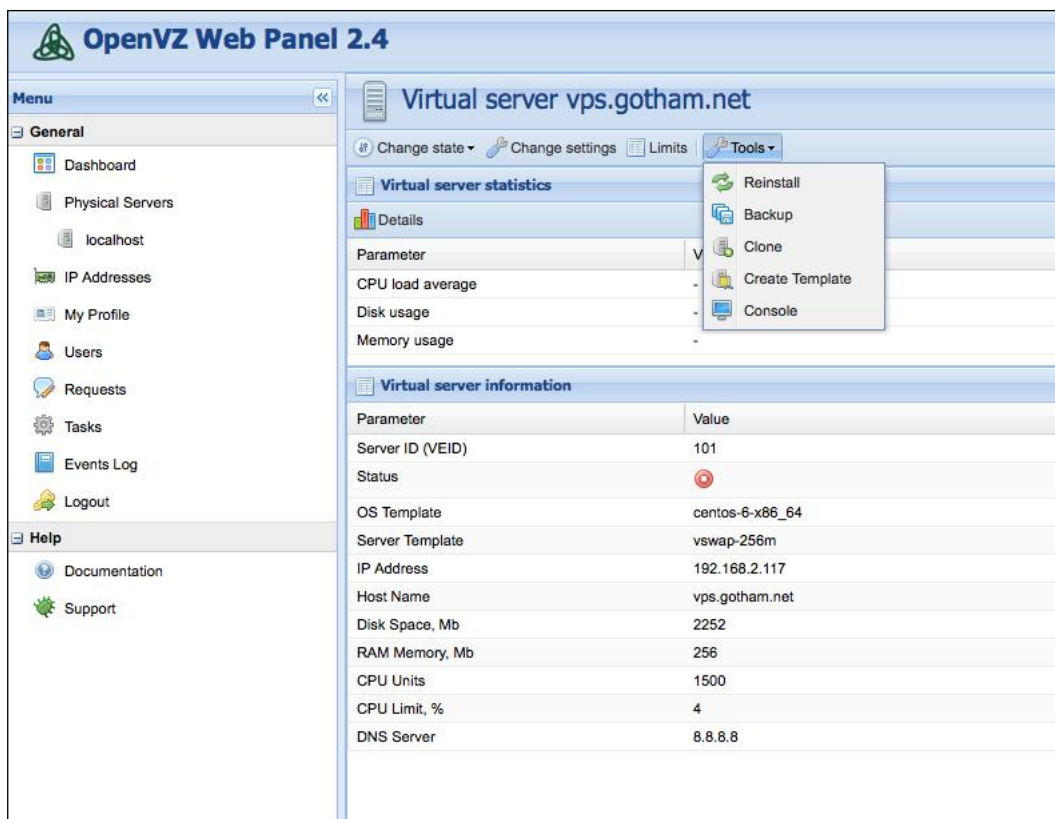 OpenVZ Web Panel 2.4
Menu
General
Dashboard
Physical Servers
localhost
IP Addresses
My Profile
Users
Requests
Tasks
Events Log
Logout
Help
Documentation
Support
Virtual server vps.gotham.net
Change state Change settings Limits Tools
Reinstall
Backup
Clone
Create Template
Console
Virtual server statistics
Details
Parameter V
CPU load average -
Disk usage -
Memory usage -
Virtual server information
Parameter Value
Server ID (VEID) 101
Status
OS Template centos-6-x86_64
Server Template vswap-256m
IP Address 192.168.2.117
Host Name vps.gotham.net
Disk Space, Mb 2252
RAM Memory, Mb 256
CPU Units 1500
CPU Limit, % 4
DNS Server 8.8.8.8